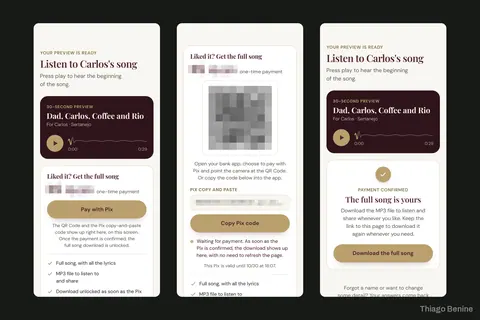 YOUR PREVIEW IS READY
Listen to Carlos's song
Press play to hear the beginning
of the song.
30-SECOND PREVIEW
Dad, Carlos, Coffee and Rio
For Carlos · Sertanejo
0:00
0:29
Liked it? Get the full song
one-time payment
Pay with Pix
The QR Code and the Pix copy-and-paste
code show up right here, on this screen.
Once the payment is confirmed, the
full song download is unlocked.
Full song, with all the lyrics
MP3 file to listen to
and share
Download unlocked as soon as the Pix
Liked it? Get the full song
one-time payment
Open your bank app, choose to pay with
Pix and point the camera at the QR Code.
Or copy the code below into the app.
PIX COPY AND PASTE
Copy Pix code
Waiting for payment. As soon as the
Pix is confirmed, the download shows up
here, with no need to refresh the page.
This Pix is valid until 10/30 at 16:07.
Full song, with all the lyrics
MP3 file to listen to
YOUR PREVIEW IS READY
Listen to Carlos's song
Press play to hear the beginning
of the song.
30-SECOND PREVIEW
Dad, Carlos, Coffee and Rio
For Carlos · Sertanejo
0:00
0:29
PAYMENT CONFIRMED
The full song is yours
Download the MP3 file to listen and
share wherever you like. Keep the
link to this page to download it
again whenever you need.
Download the full song
Forgot a name or want to change
some detail? Your answers come back
Thiago Benine